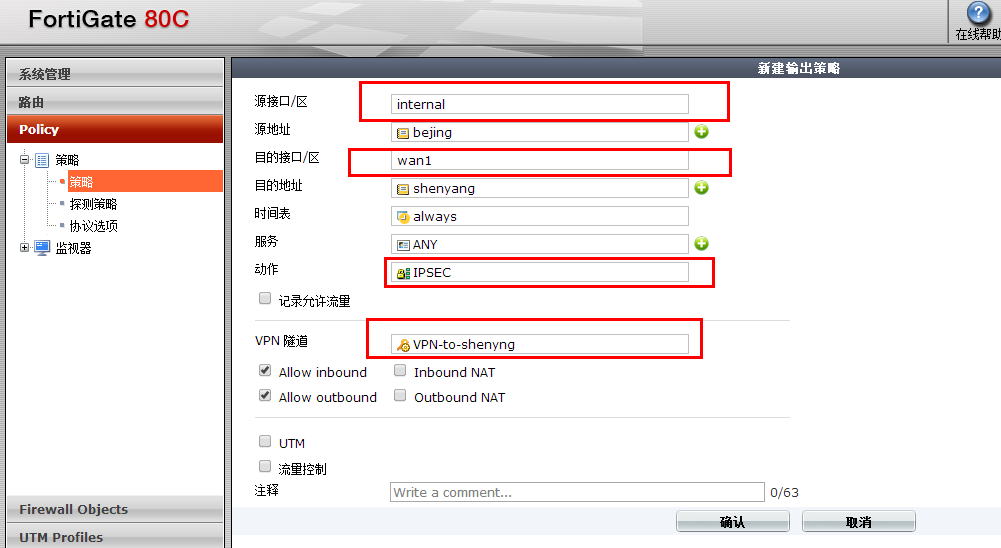 FortiGate 80C
在线帮助
系统管理
路由
Policy
策略
策略
探测策略
协议选项
监视器
Firewall Objects
UTM Profiles
新建输出策略
源接口/区 internal
源地址 bejing
目的接口/区 wan1
目的地址 shenyang
时间表 always
服务 ANY
动作 IPSEC
记录允许流量
VPN 隧道 VPN-to-shenyng
Allow inbound Inbound NAT
Allow outbound Outbound NAT
UTM
流量控制
注释 Write a comment... 0/63
确认 取消